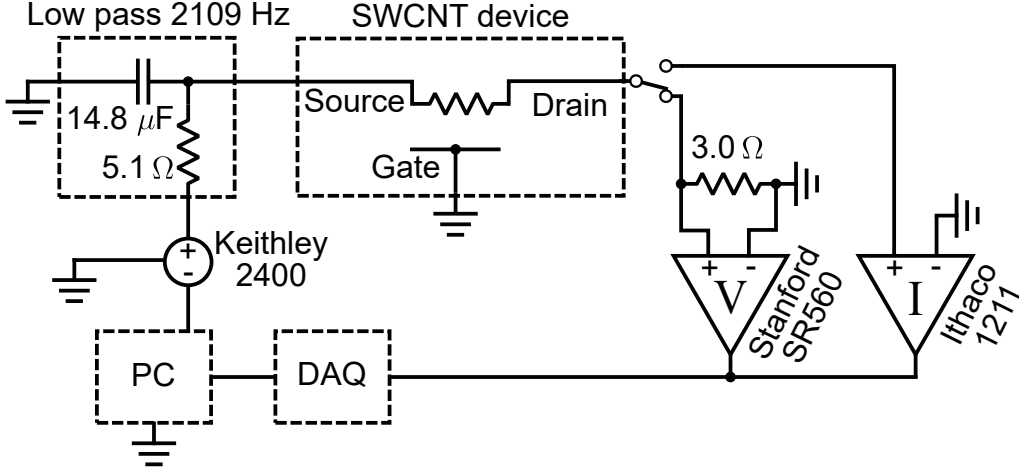 Low pass 2109 Hz
SWCNT device
14.8 μF
5.1 Ω
Source
Drain
Gate
3.0 Ω
Keithley
2400
+
-
+ -
V
Stanford
SR560
+ -
I
Ithaco
1211
PC
DAQ